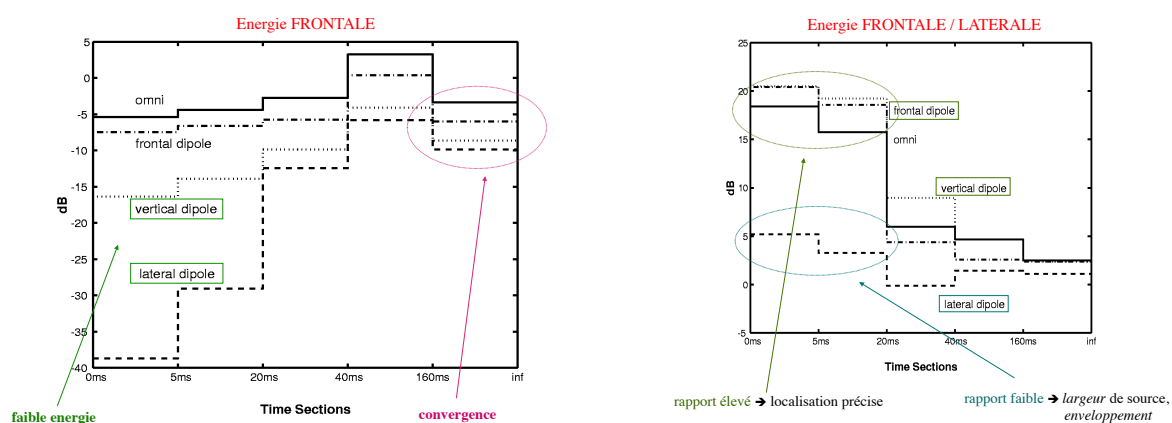 Energie FRONTALE
5
0
-5
-10
-15
-20
-25
-30
-35
-40
dB
omni
frontal dipole
vertical dipole
lateral dipole
0ms 5ms 20ms 40ms 160ms inf
Time Sections
faible energie
convergence
Energie FRONTALE / LATERALE
25
20
15
10
5
0
-5
dB
frontal dipole
omni
vertical dipole
lateral dipole
0ms 5ms 20ms 40ms 160ms inf
Time Sections
rapport élevé ➔ localisation précise
rapport faible ➔ largeur de source,
enveloppement